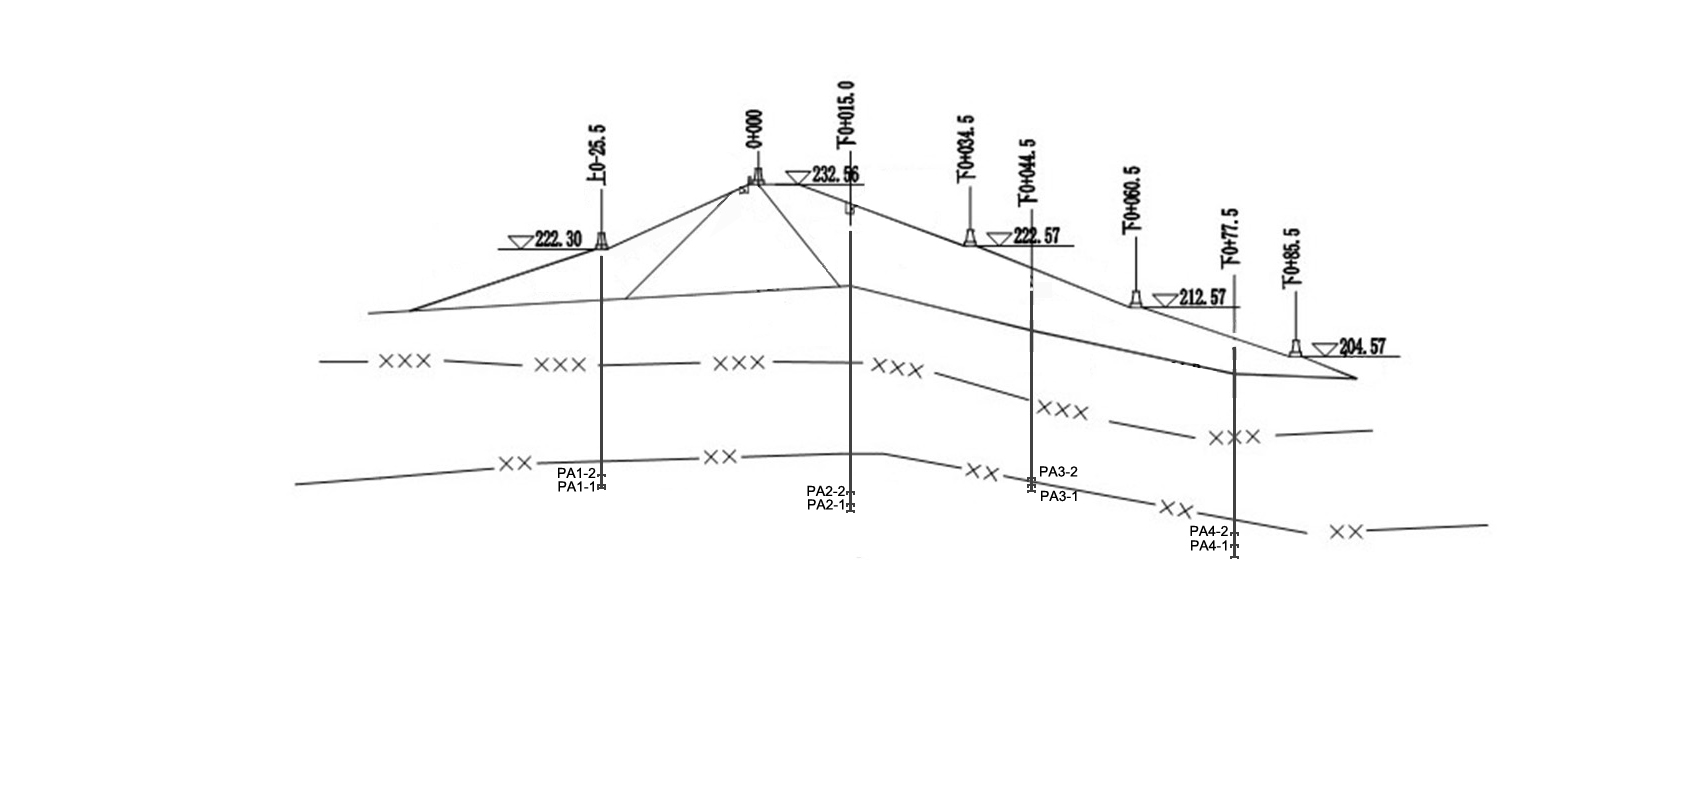 上0-25.5
0+000
下0+015.0
下0+034.5
下0+044.5
下0+060.5
下0+77.5
下0+85.5
232.56
222.30
222.57
212.57
204.57
XXX XXX XXX XXX XXX XXX
XX XX XX XX XX
PA1-2
PA1-1
PA2-2
PA2-1
PA3-2
PA3-1
PA4-2
PA4-1